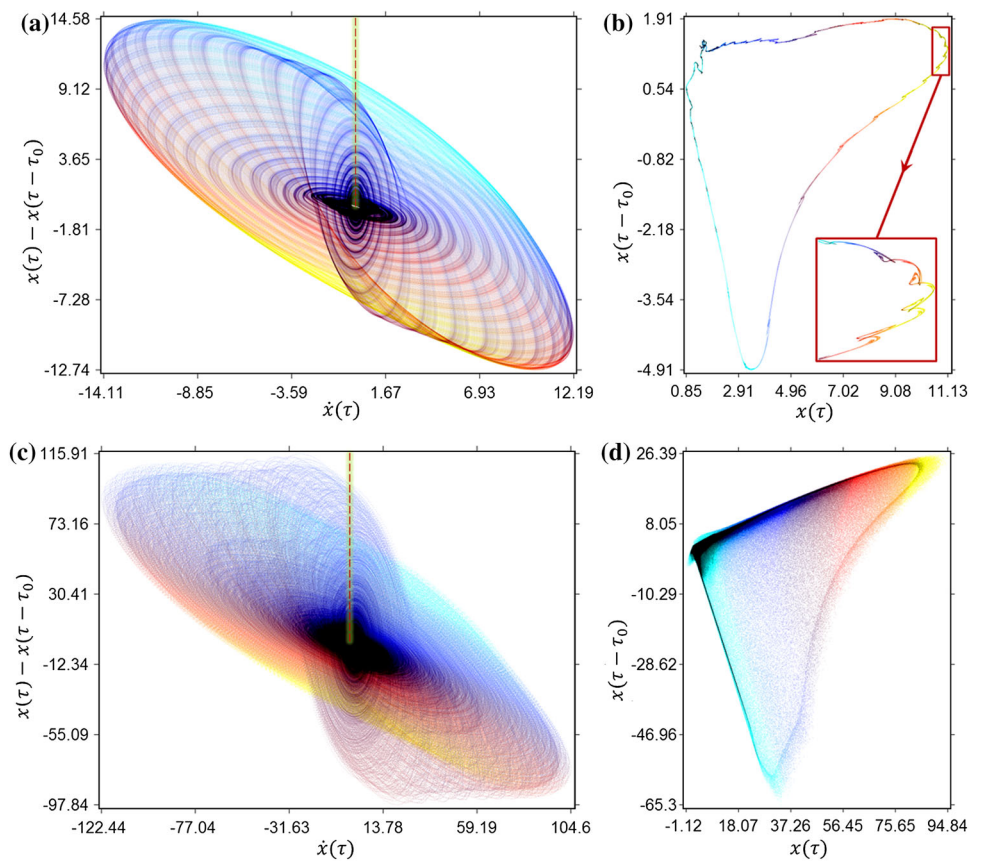 (a)
14.58
9.12
3.65
-1.81
-7.28
-12.74
x(τ) − x(τ − τ₀)
-14.11 -8.85 -3.59 1.67 6.93 12.19
ẋ(τ)
(b)
1.91
0.54
-0.82
-2.18
-3.54
-4.91
x(τ − τ₀)
0.85 2.91 4.96 7.02 9.08 11.13
x(τ)
(c)
115.91
73.16
30.41
-12.34
-55.09
-97.84
x(τ) − x(τ − τ₀)
-122.44 -77.04 -31.63 13.78 59.19 104.6
ẋ(τ)
(d)
26.39
8.05
-10.29
-28.62
-46.96
-65.3
x(τ − τ₀)
-1.12 18.07 37.26 56.45 75.65 94.84
x(τ)